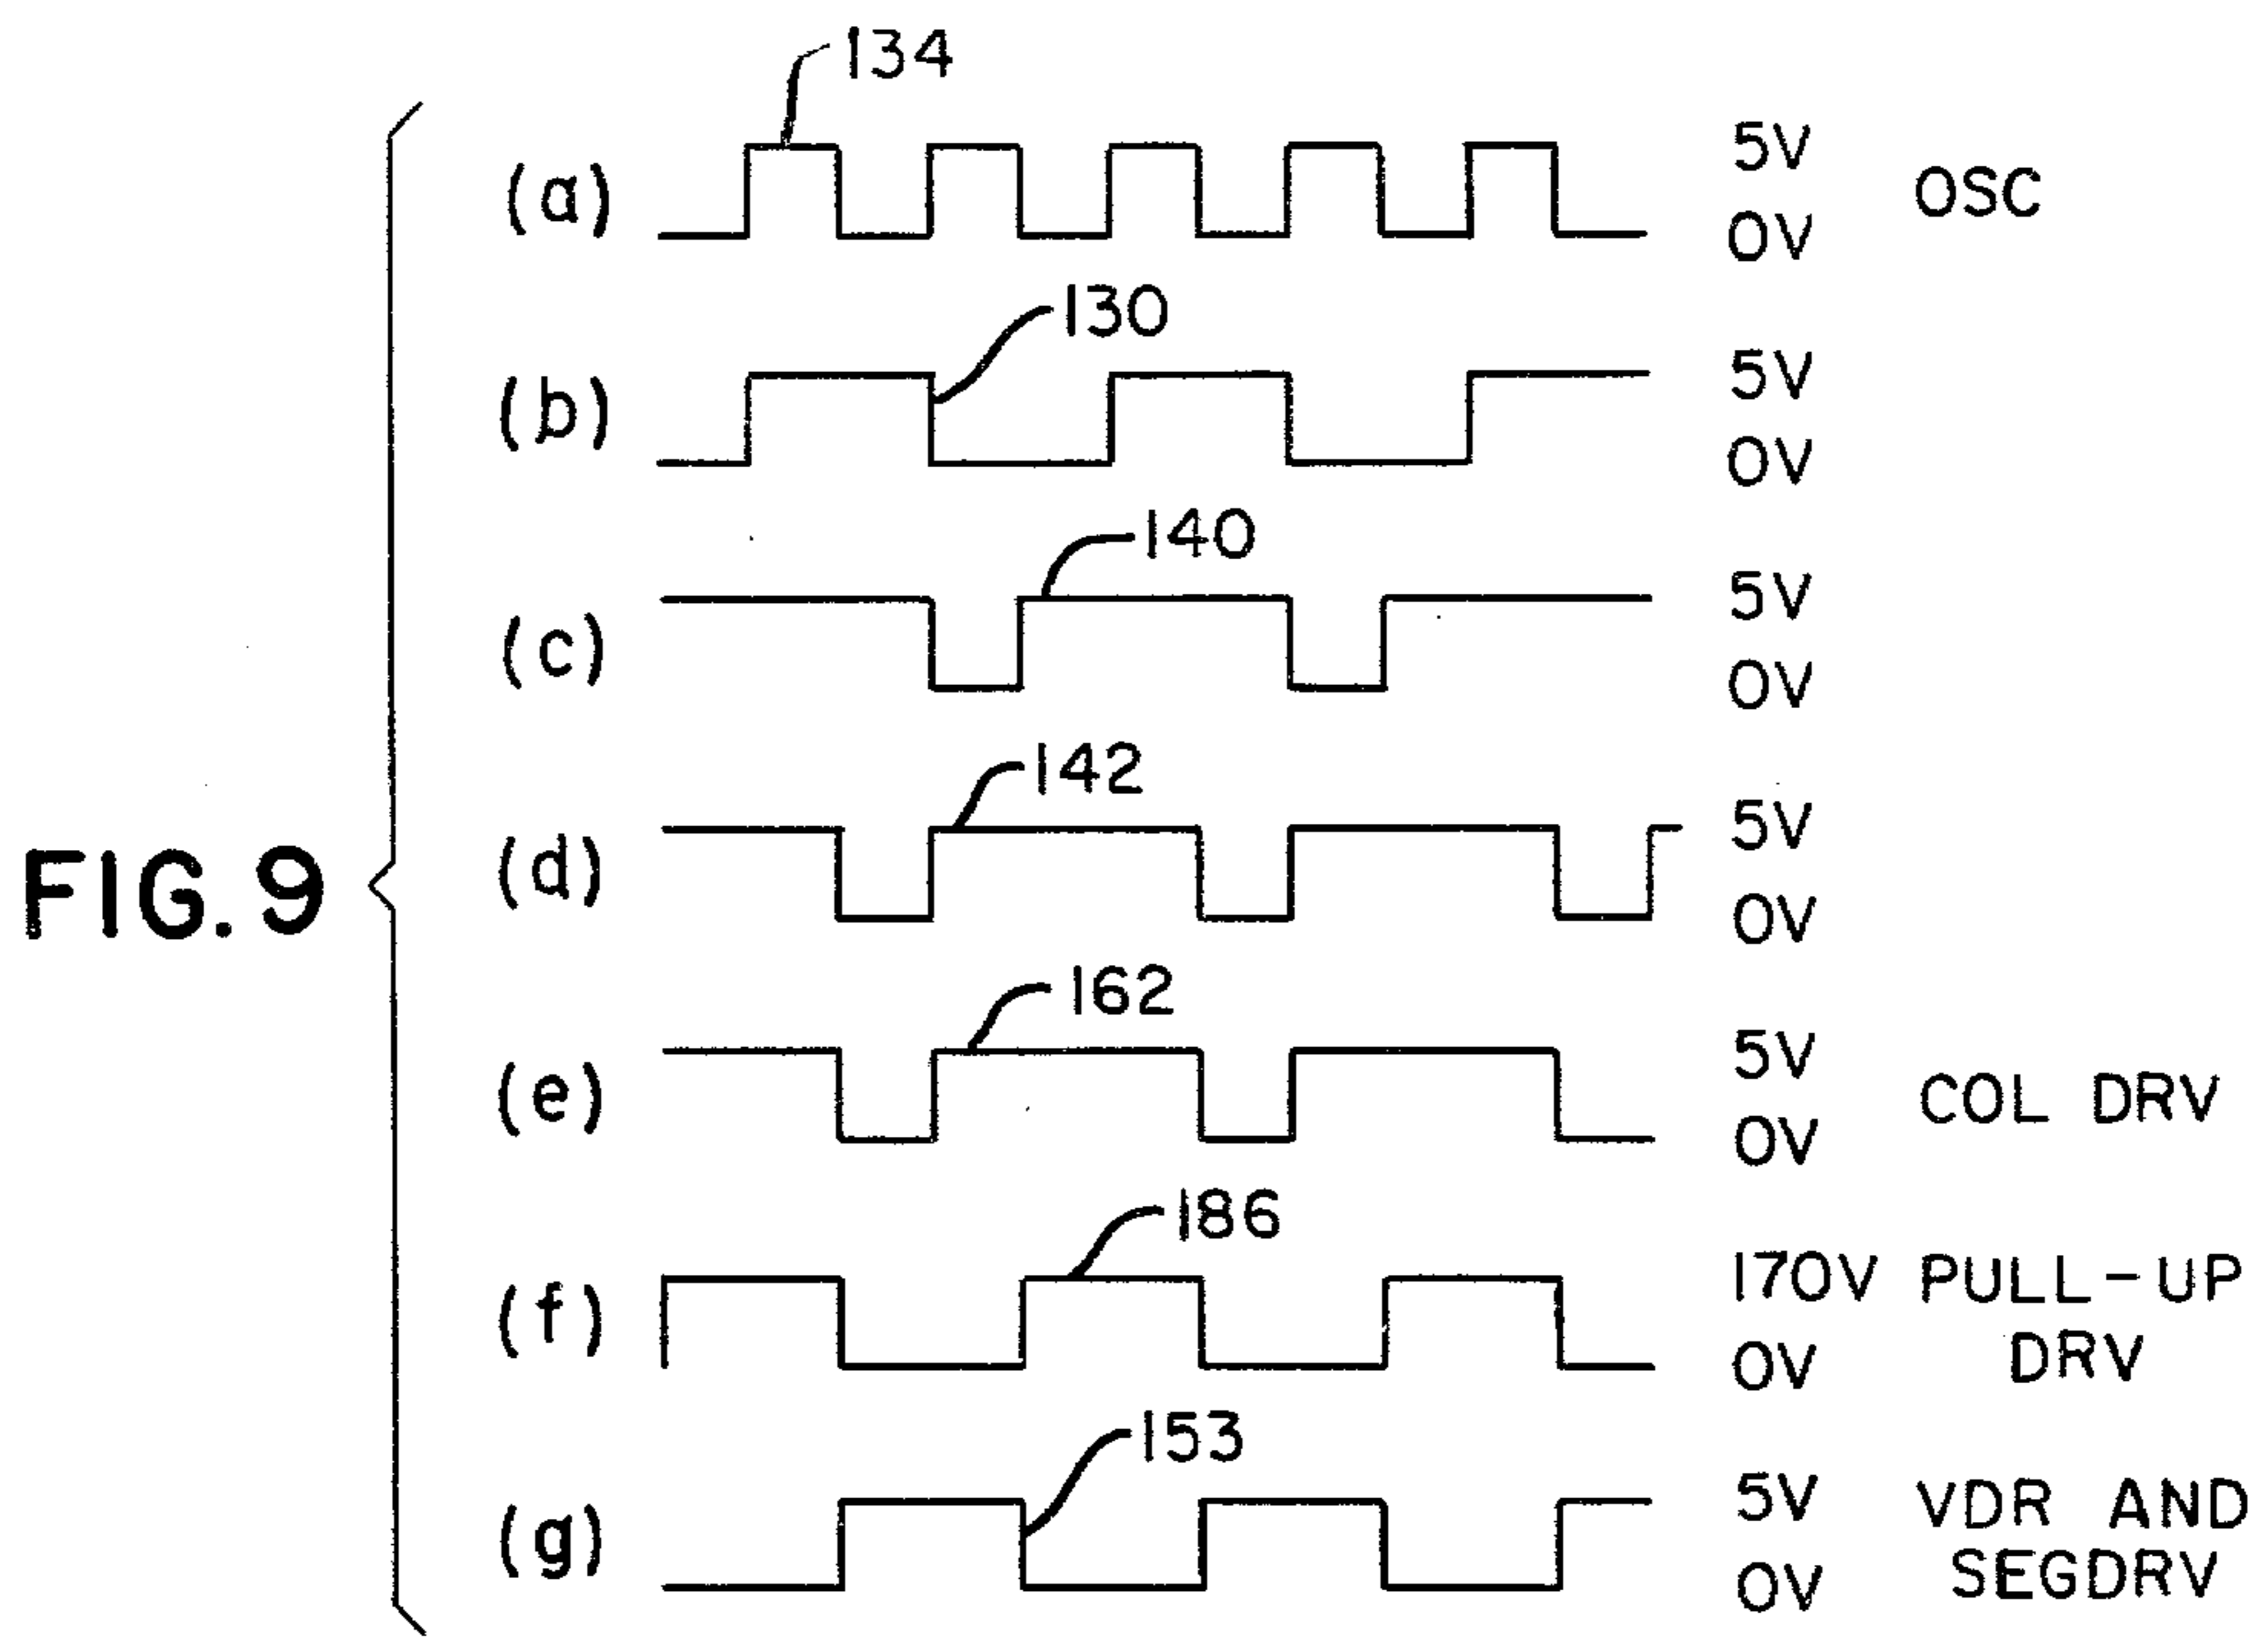 134
(a)
5V
0V
OSC
130
(b)
5V
0V
140
(c)
5V
0V
142
(d)
5V
0V
FIG. 9
162
(e)
5V
0V
COL DRV
186
(f)
170V PULL-UP
0V DRV
153
(g)
5V VDR AND
0V SEGDRV